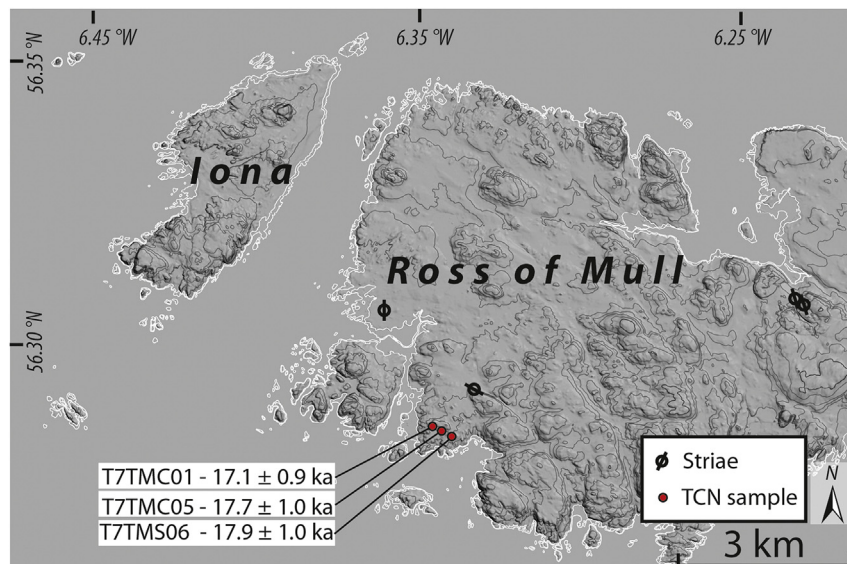 6.45 °W
6.35 °W
6.25 °W
56.35 °N
Iona
Ross of Mull
56.30 °N
T7TMC01 - 17.1 ± 0.9 ka
T7TMC05 - 17.7 ± 1.0 ka
T7TMS06 - 17.9 ± 1.0 ka
Striae
TCN sample
N
3 km